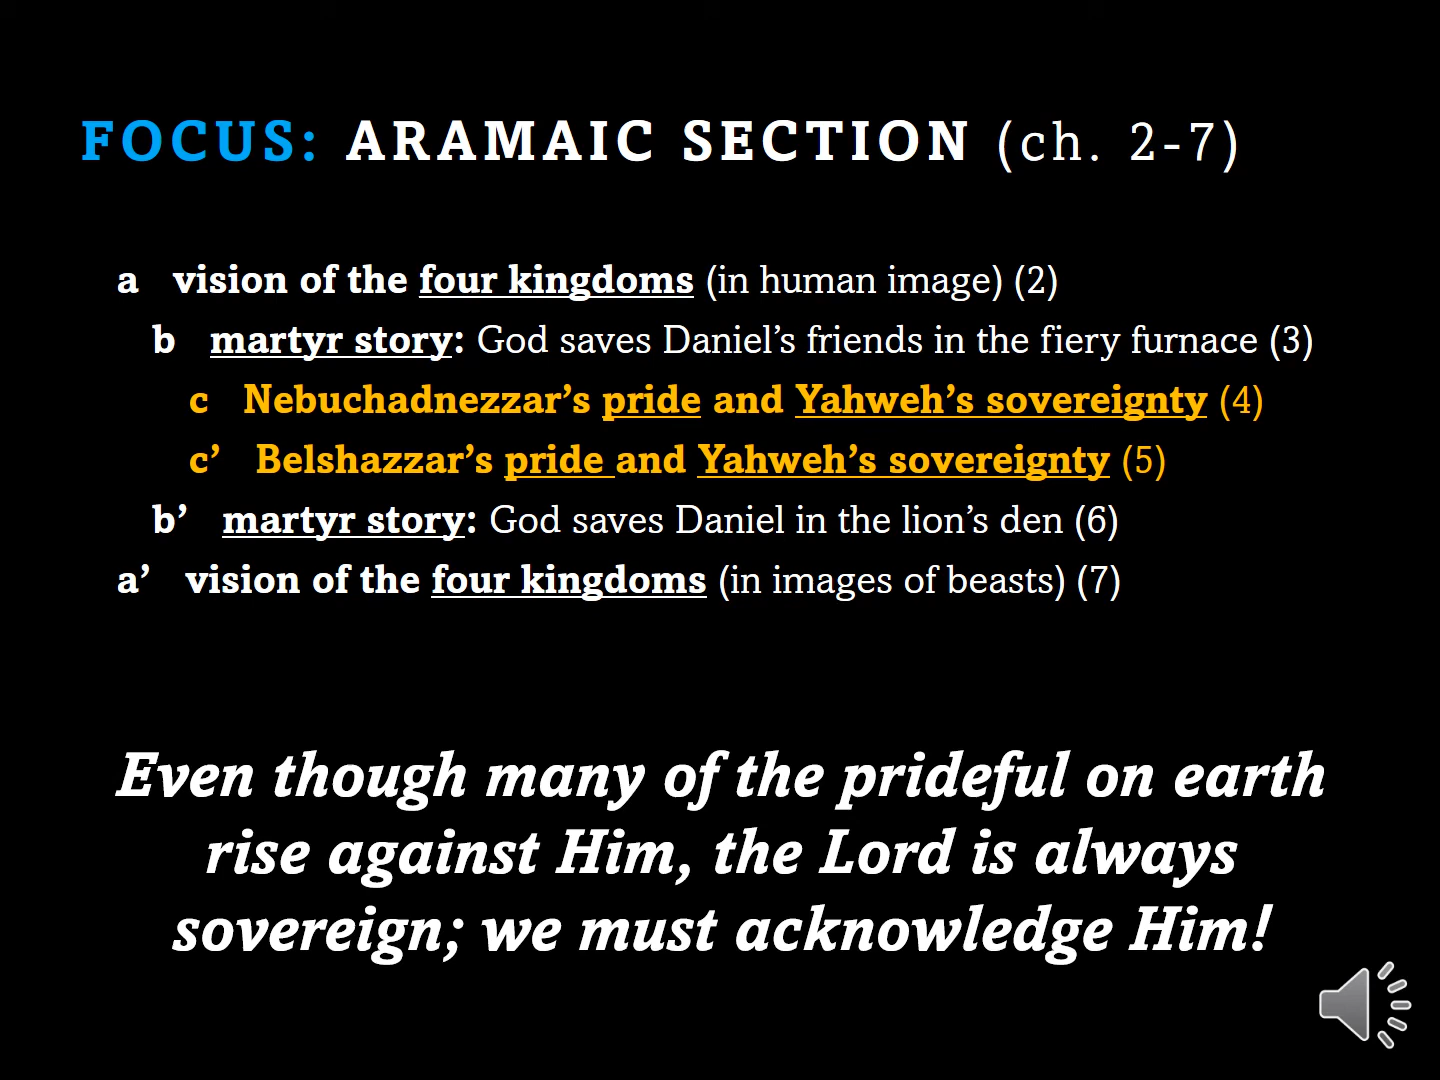 FOCUS: ARAMAIC SECTION (ch. 2-7)
a vision of the four kingdoms (in human image) (2)
b martyr story: God saves Daniel’s friends in the fiery furnace (3)
c Nebuchadnezzar’s pride and Yahweh’s sovereignty (4)
c’ Belshazzar’s pride and Yahweh’s sovereignty (5)
b’ martyr story: God saves Daniel in the lion’s den (6)
a’ vision of the four kingdoms (in images of beasts) (7)
Even though many of the prideful on earth
rise against Him, the Lord is always
sovereign; we must acknowledge Him!